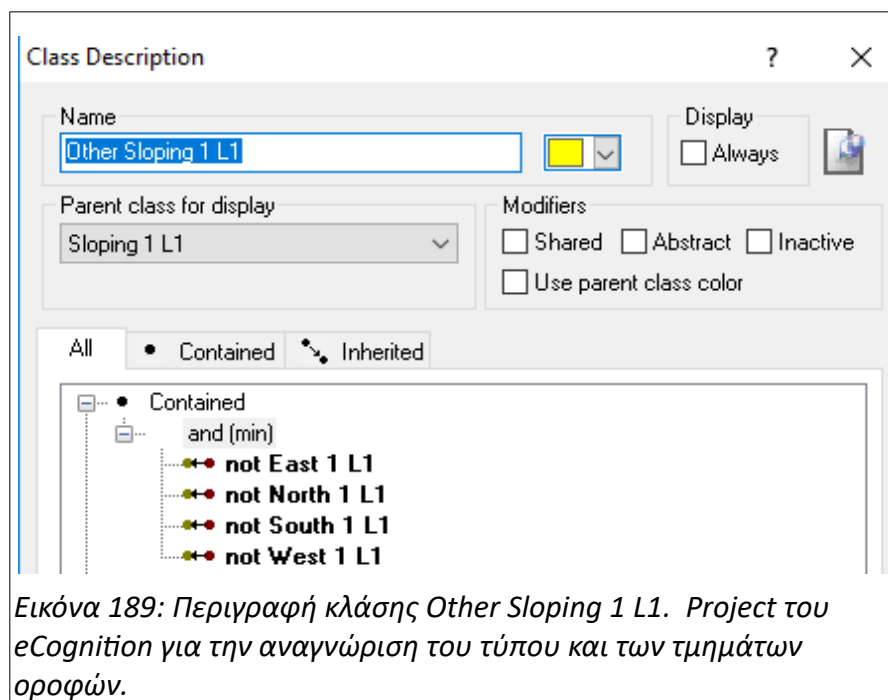 Class Description ?
Name
Other Sloping 1 L1
Display
Always
Parent class for display
Sloping 1 L1
Modifiers
Shared Abstract Inactive
Use parent class color
All Contained Inherited
Contained
and (min)
not East 1 L1
not North 1 L1
not South 1 L1
not West 1 L1
Εικόνα 189: Περιγραφή κλάσης Other Sloping 1 L1. Project του
eCognition για την αναγνώριση του τύπου και των τμημάτων
οροφών.